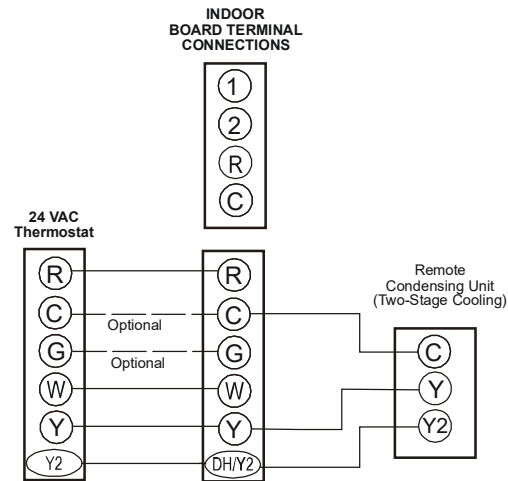 INDOOR
BOARD TERMINAL
CONNECTIONS
1
2
R
C
24 VAC
Thermostat
R
C
G
W
Y
Y2
Optional
Optional
R
C
G
W
Y
DH/Y2
Remote
Condensing Unit
(Two-Stage Cooling)
C
Y
Y2